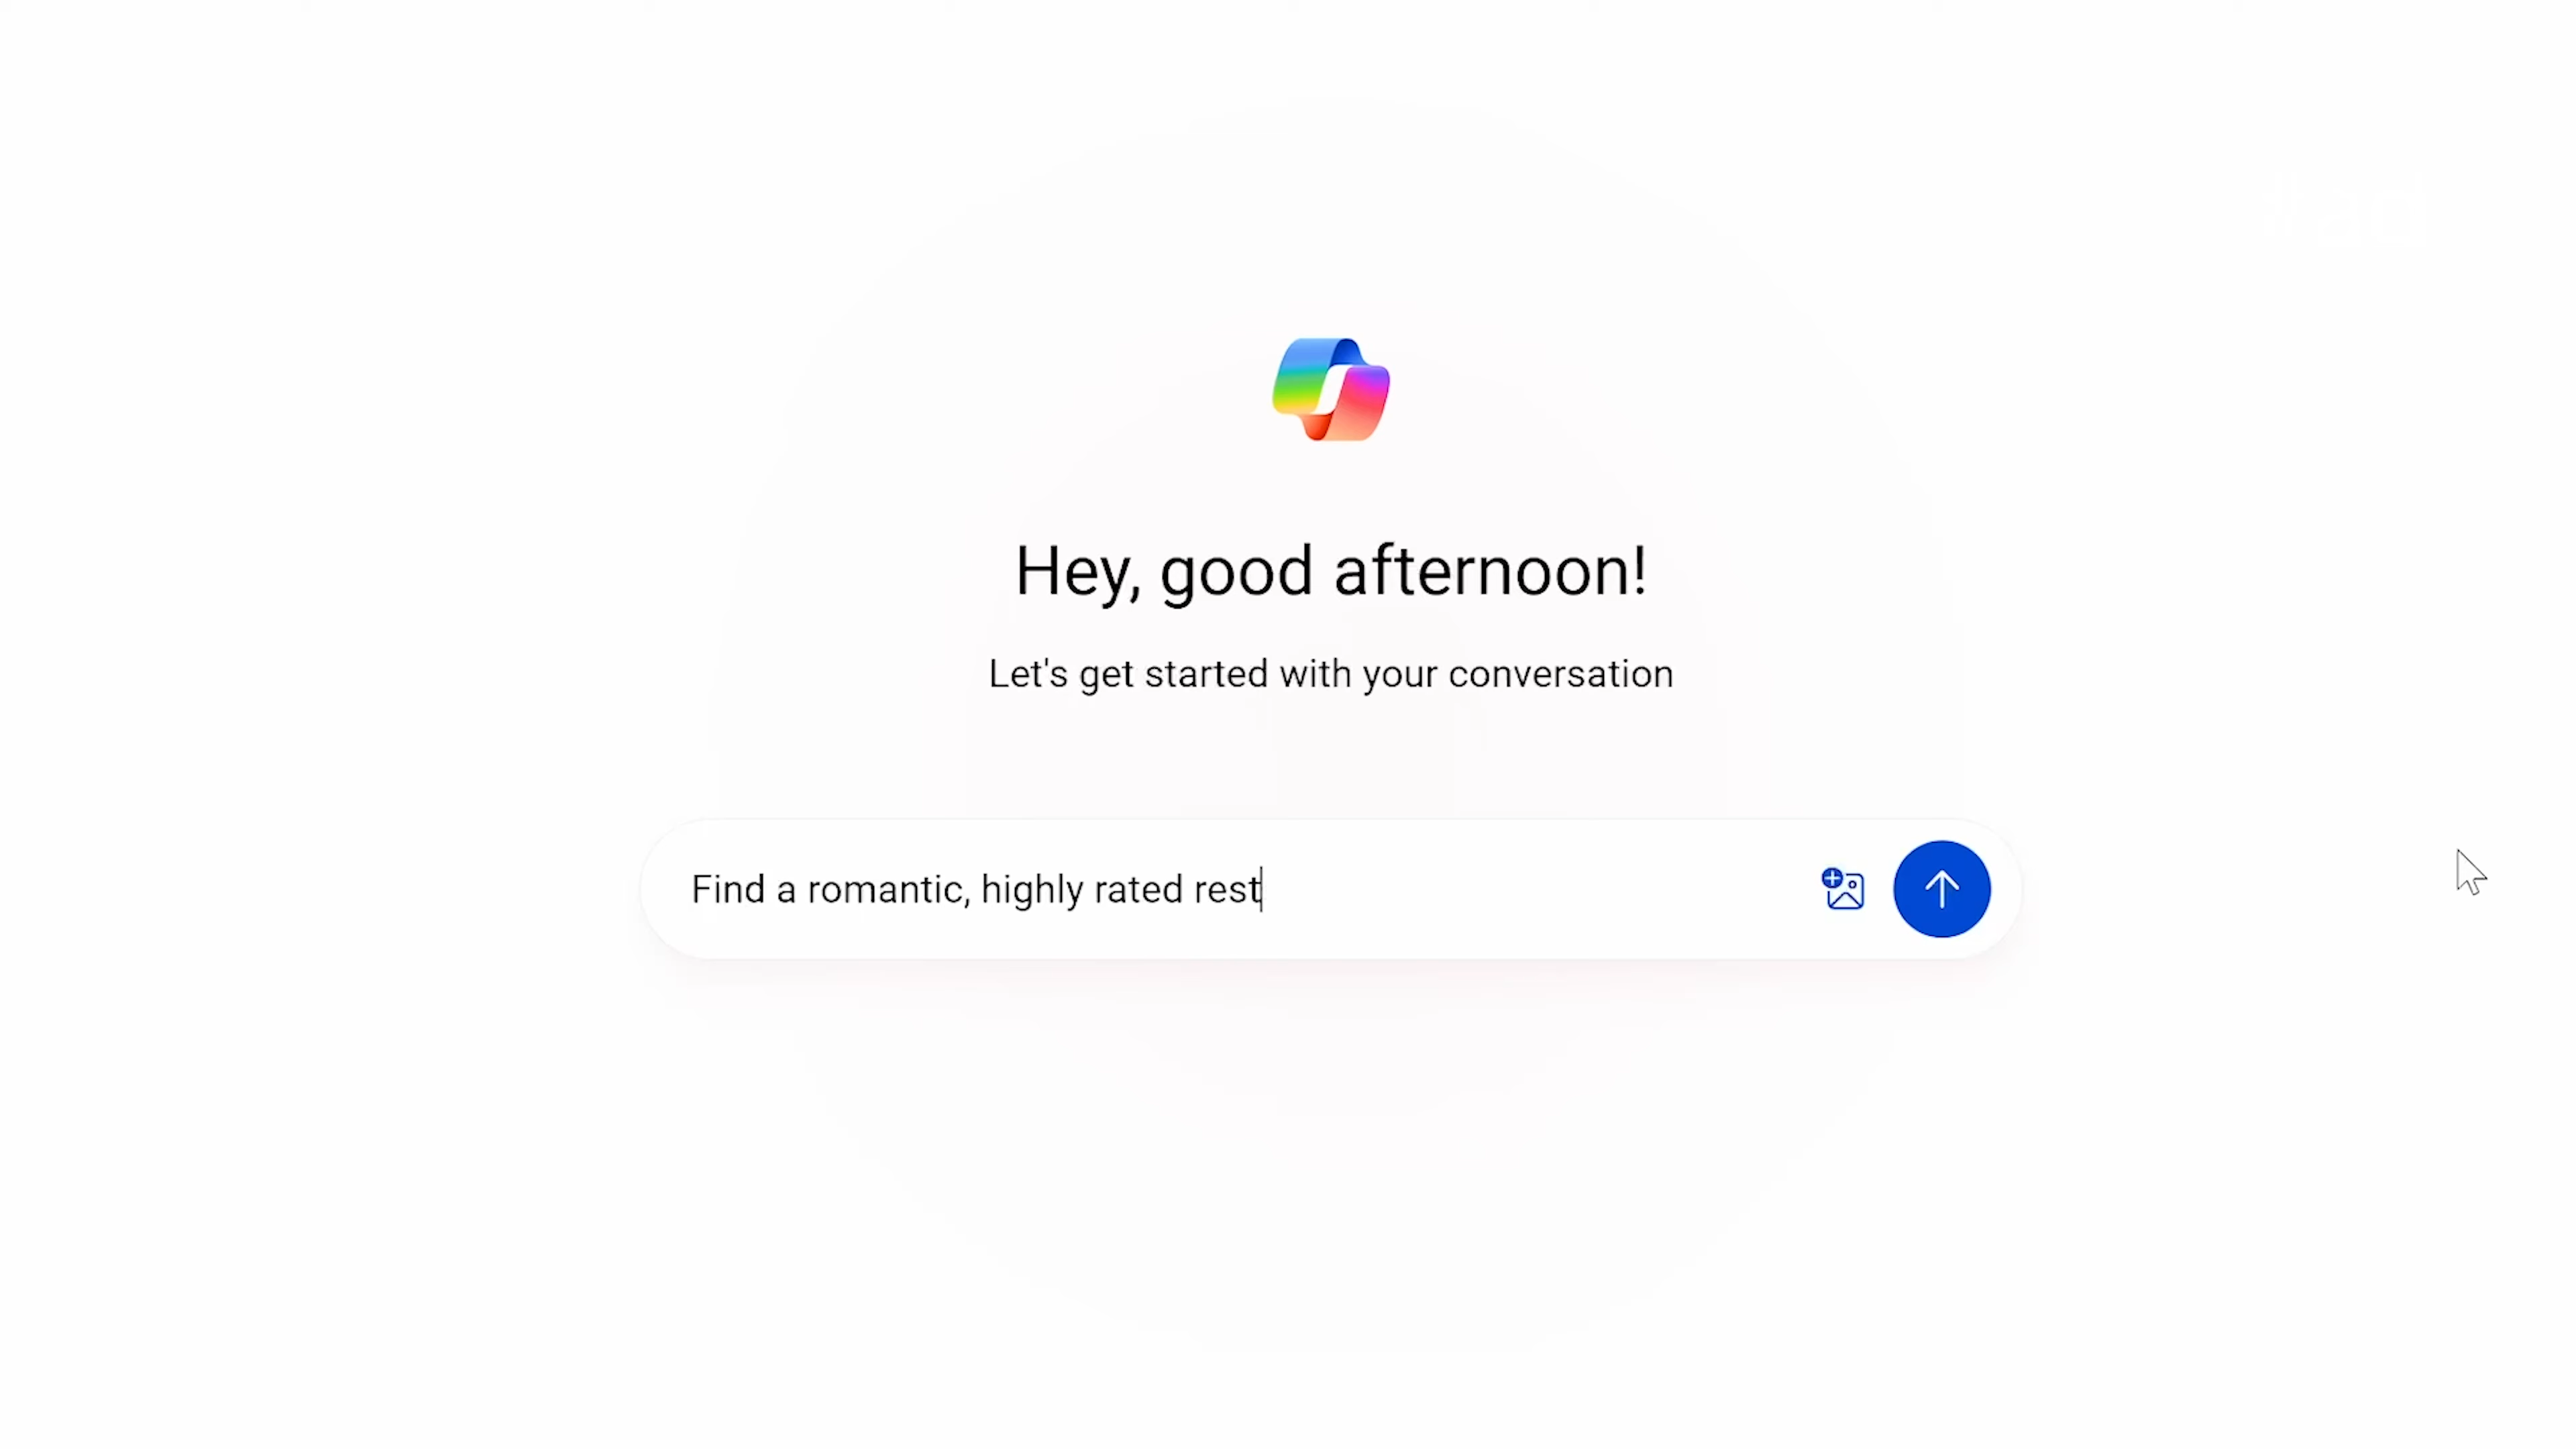 Hey, good afternoon!
Let's get started with your conversation
Find a romantic, highly rated rest